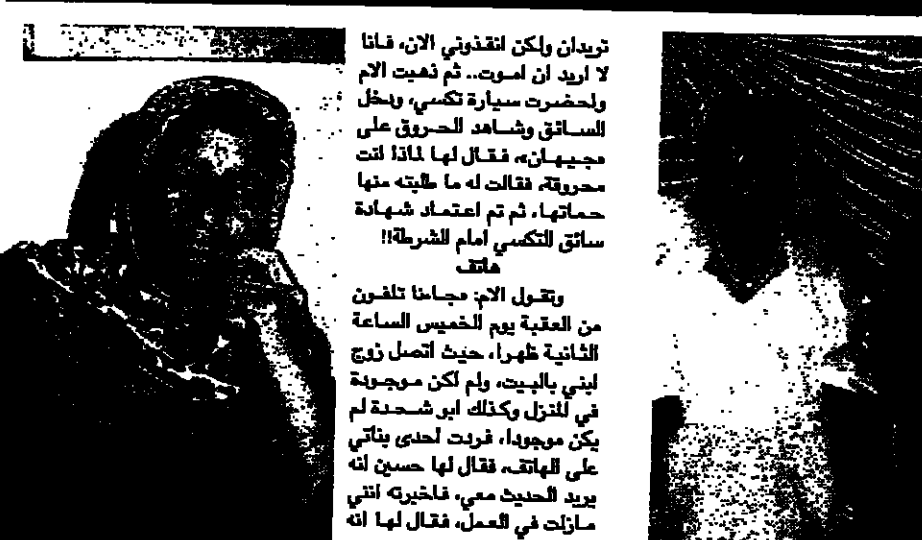 تريدان ولكن انقذوني الان، فانا
لا اريد ان اموت.. ثم ذهبت الام
ولحضرت سيارة تكسي، ودخل
السائق وشاهد الحروق على
«جيهان»، فقال لها لماذا انت
محروقة، فقالت له ما طلبته منها
حماتها، ثم تم اعتماد شهادة
سائق التكسي امام الشرطة!!
هاتف
وتقول الام: «جاءنا تلفون
من العقبة يوم الخميس الساعة
الثانية ظهرا، حيث اتصل زوج
ابنتي بالبيت، ولم اكن موجودة
في المنزل وكذلك ابو شحدة لم
يكن موجودا، فردت احدى بناتي
على الهاتف، فقال لها حسين انه
يريد الحديث معي، فاخبرته انني
مازلت في العمل، فقال لها انه